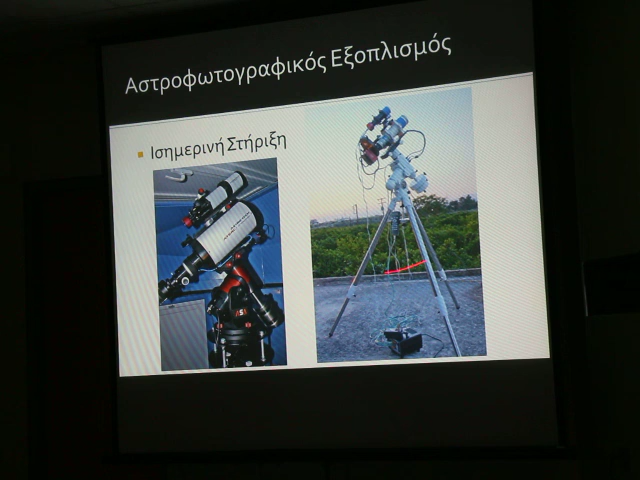 Αστροφωτογραφικός Εξοπλισμός
Ισημερινή Στήριξη